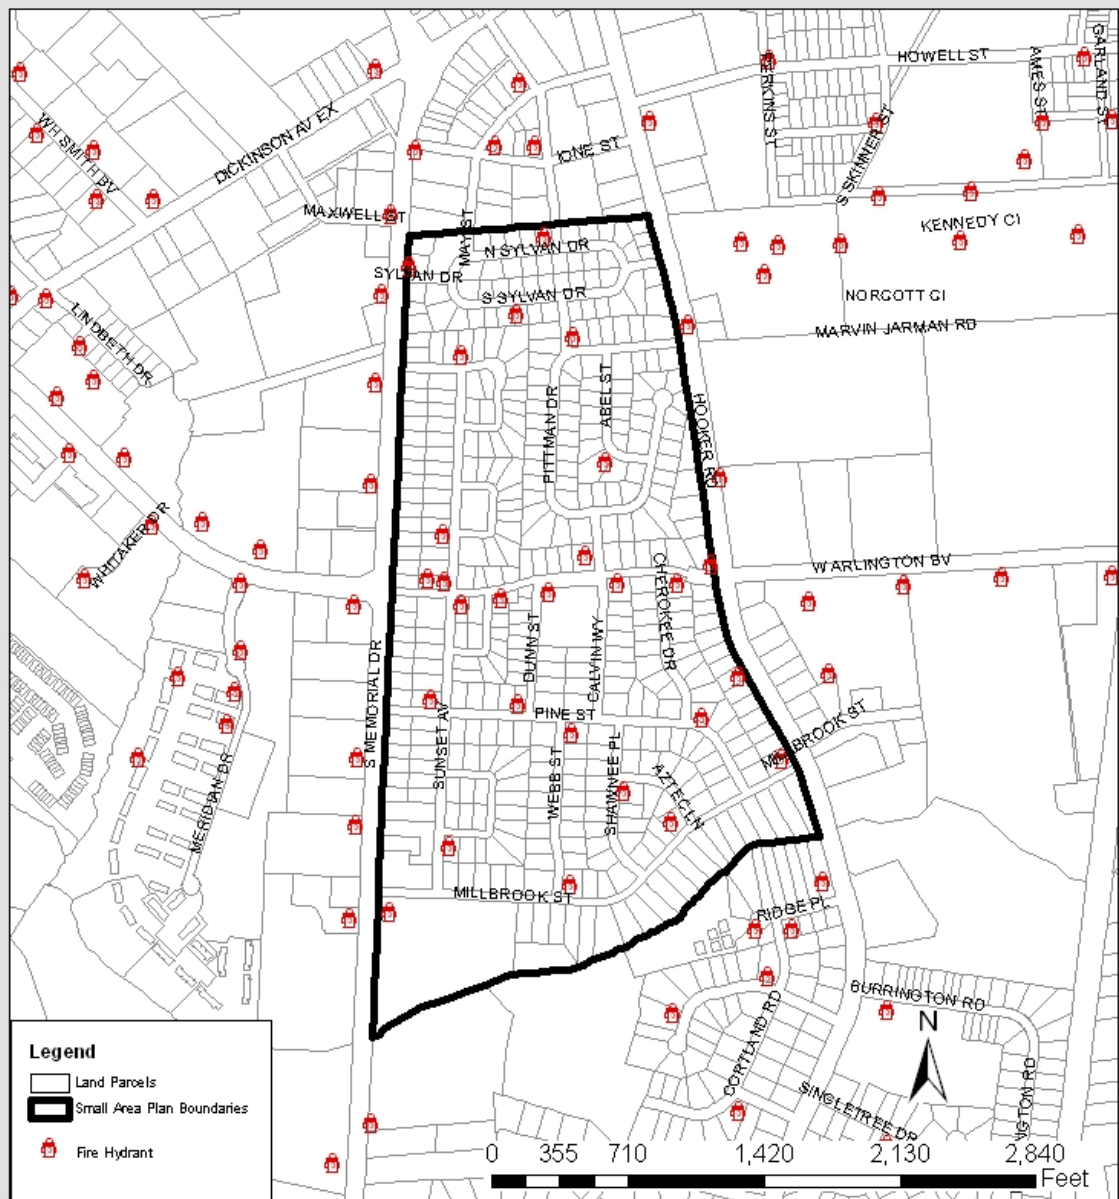 HOWELL ST
GARLAND ST
AMES ST
PERKINS ST
WH SMITH BV
DICKINSON AV EX
IONE ST
S SKINNER ST
MAXWELL ST
MAY ST
KENNEDY CI
N SYLVAN DR
SYLVAN DR
S SYLVAN DR
NORCOTT CI
LINDBETH DR
MARVIN JARMAN RD
PITTMAN DR
ABEL ST
HOOKER RD
WHITAKER DR
W ARLINGTON BV
CHEROKEE DR
DUNN ST
CALVIN WY
S MEMORIAL DR
PINE ST
SUNSET AV
MILLBROOK ST
WEBB ST
SHAWNEE PL
AZTEC LN
MERIDIAN DR
MILLBROOK ST
RIDGE PL
BURRINGTON RD
CORTLAND RD
NGTON RD
SINGLETREE DR
N
Legend
Land Parcels
Small Area Plan Boundaries
Fire Hydrant
0 355 710 1,420 2,130 2,840
Feet